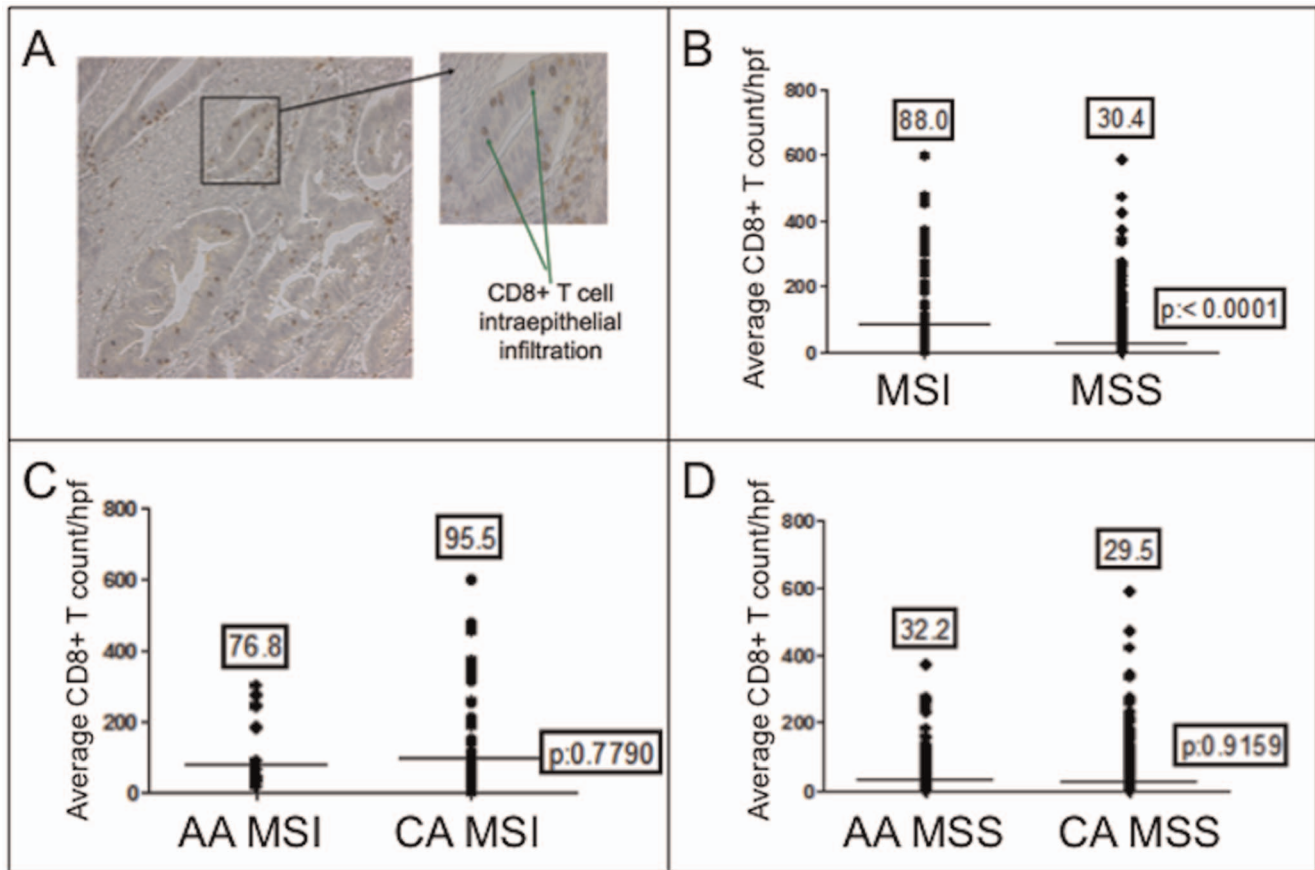 A
CD8+ T cell
intraepithelial
infiltration
B
Average CD8+ T count/hpf
800
600
400
200
0
88.0
30.4
p:< 0.0001
MSI
MSS
C
Average CD8+ T count/hpf
800
600
400
200
0
76.8
95.5
p:0.7790
AA MSI
CA MSI
D
Average CD8+ T count/hpf
800
600
400
200
0
32.2
29.5
p:0.9159
AA MSS
CA MSS